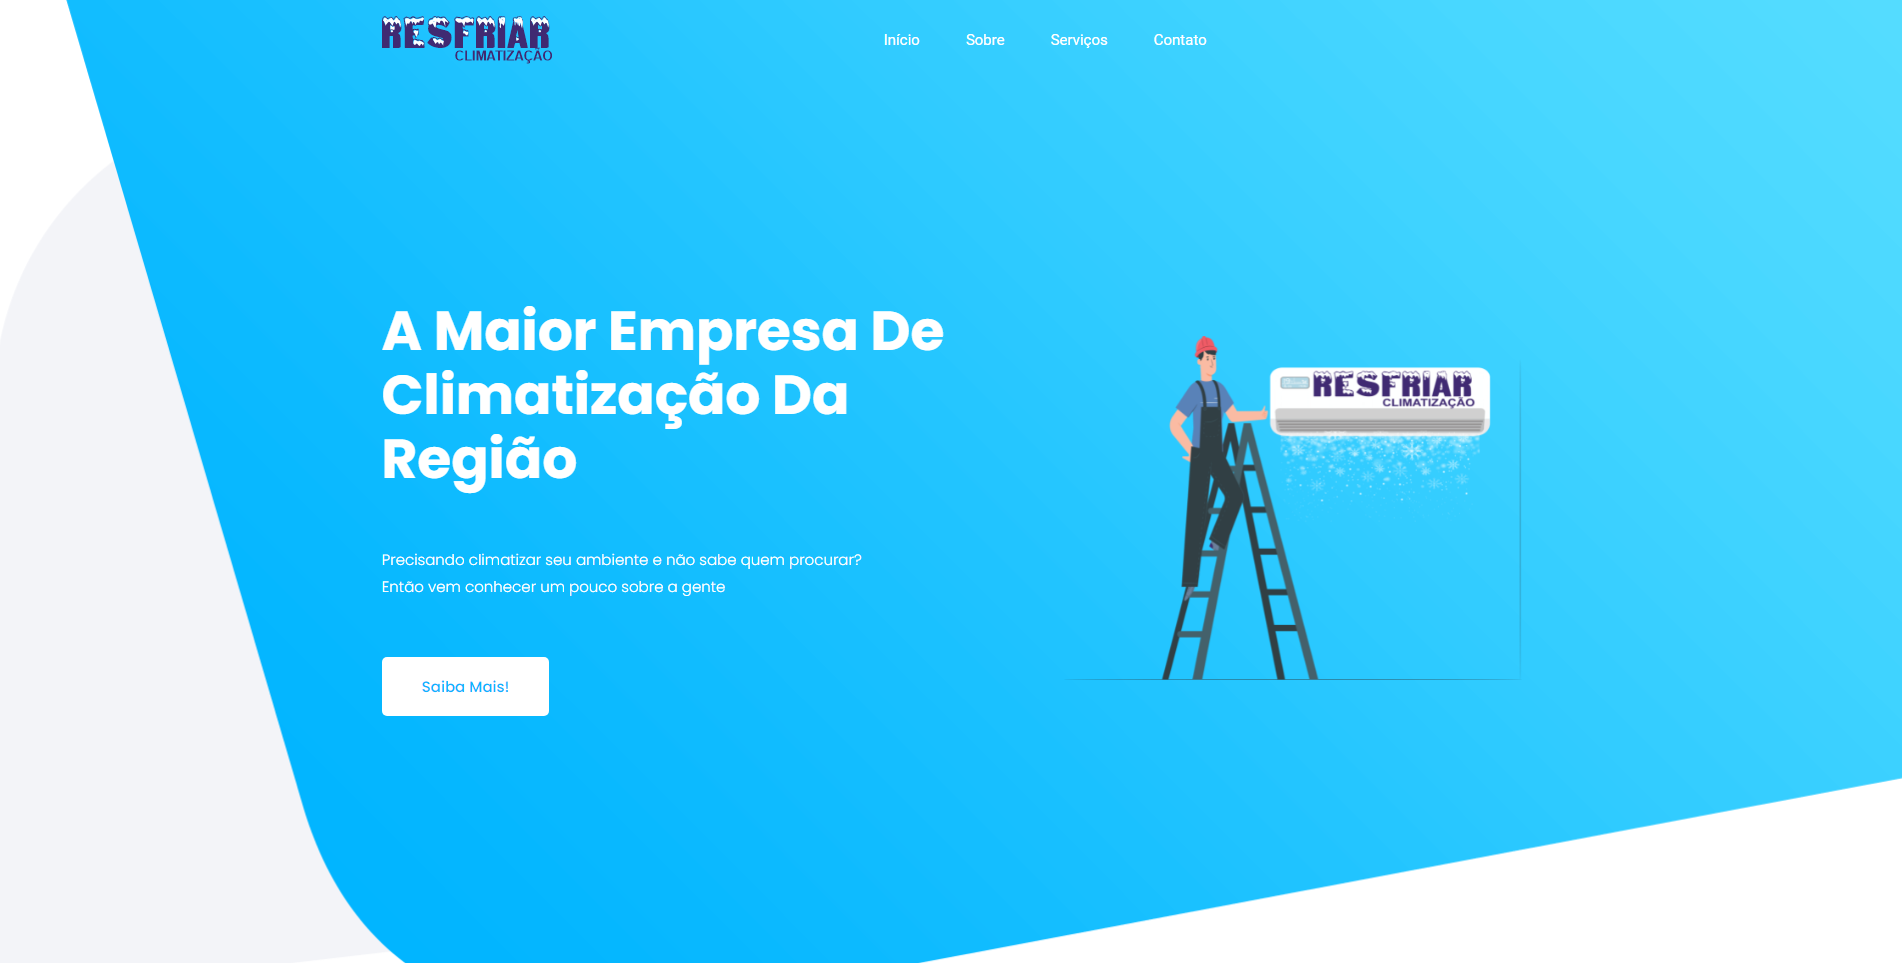 RESFRIAR
CLIMATIZAÇÃO
Início
Sobre
Serviços
Contato
A Maior Empresa De
Climatização Da
Região
Precisando climatizar seu ambiente e não sabe quem procurar?
Então vem conhecer um pouco sobre a gente
Saiba Mais!
RESFRIAR
CLIMATIZAÇÃO